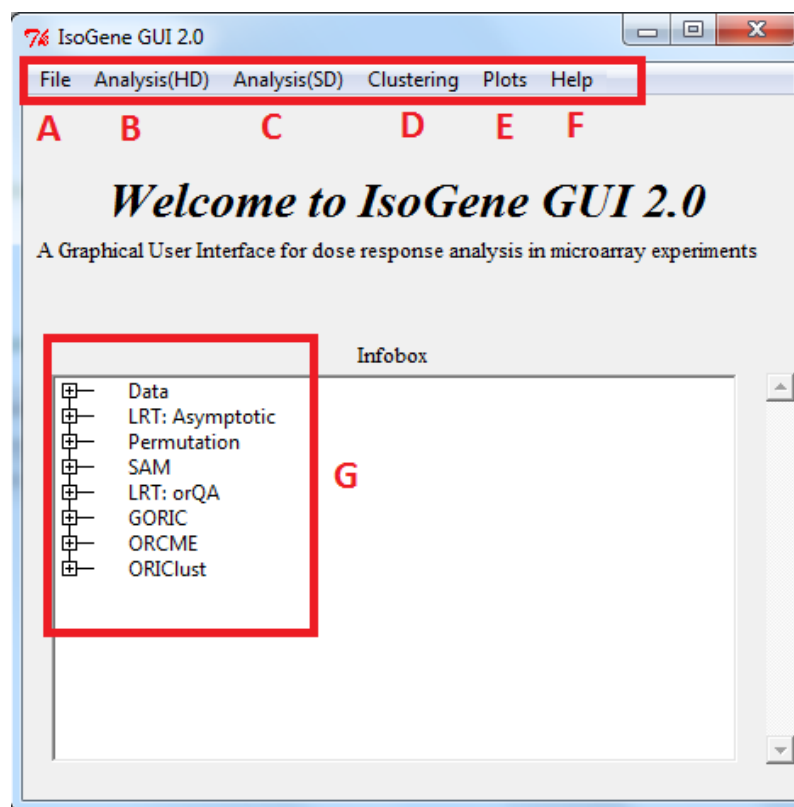 IsoGene GUI 2.0
File Analysis(HD) Analysis(SD) Clustering Plots Help
A B C D E F
Welcome to IsoGene GUI 2.0
A Graphical User Interface for dose response analysis in microarray experiments
Infobox
Data
LRT: Asymptotic
Permutation
SAM
LRT: orQA
G
GORIC
ORCME
ORIClust